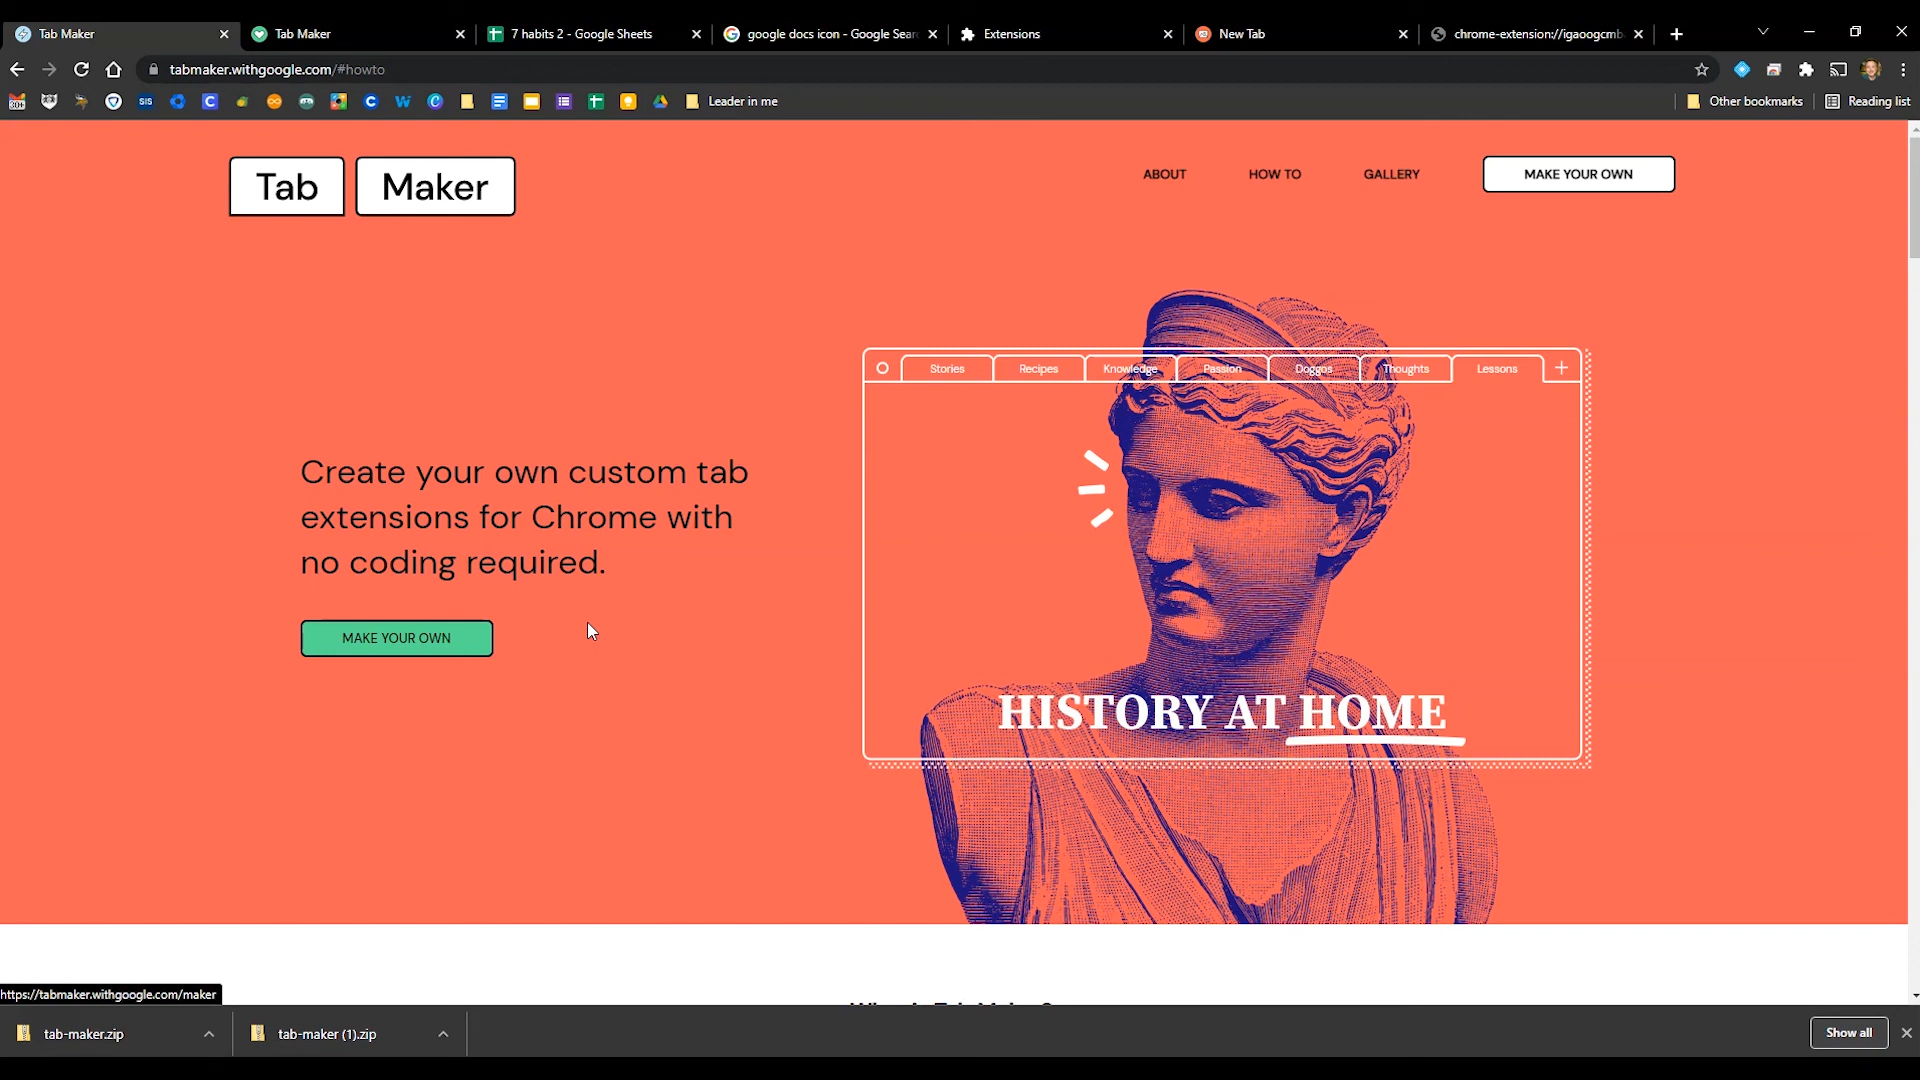 Tab Maker
Tab Maker
7 habits 2 - Google Sheets
google docs icon - Google Sear
Extensions
New Tab
chrome-extension://igaoogcmb
tabmaker.withgoogle.com/#howto
30+
SIS
Leader in me
Other bookmarks
Reading list
Tab Maker
ABOUT
HOW TO
GALLERY
MAKE YOUR OWN
Stories
Recipes
Knowledge
Passion
Doggos
Thoughts
Lessons
Create your own custom tab
extensions for Chrome with
no coding required.
MAKE YOUR OWN
HISTORY AT HOME
https://tabmaker.withgoogle.com/maker
tab-maker.zip
tab-maker (1).zip
Show all